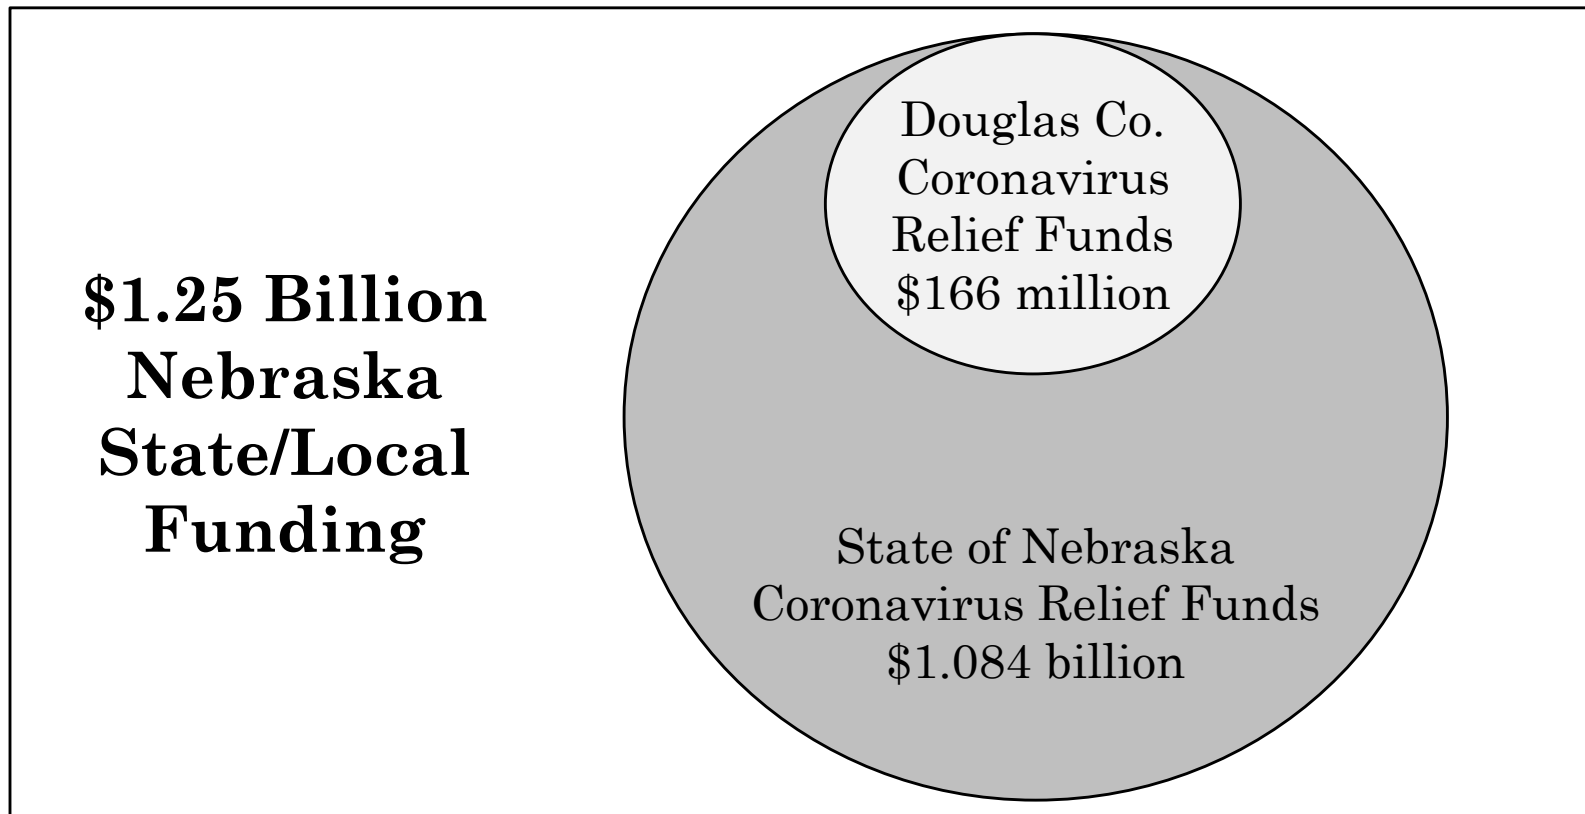 $1.25 Billion
Nebraska
State/Local
Funding
Douglas Co.
Coronavirus
Relief Funds
$166 million
State of Nebraska
Coronavirus Relief Funds
$1.084 billion